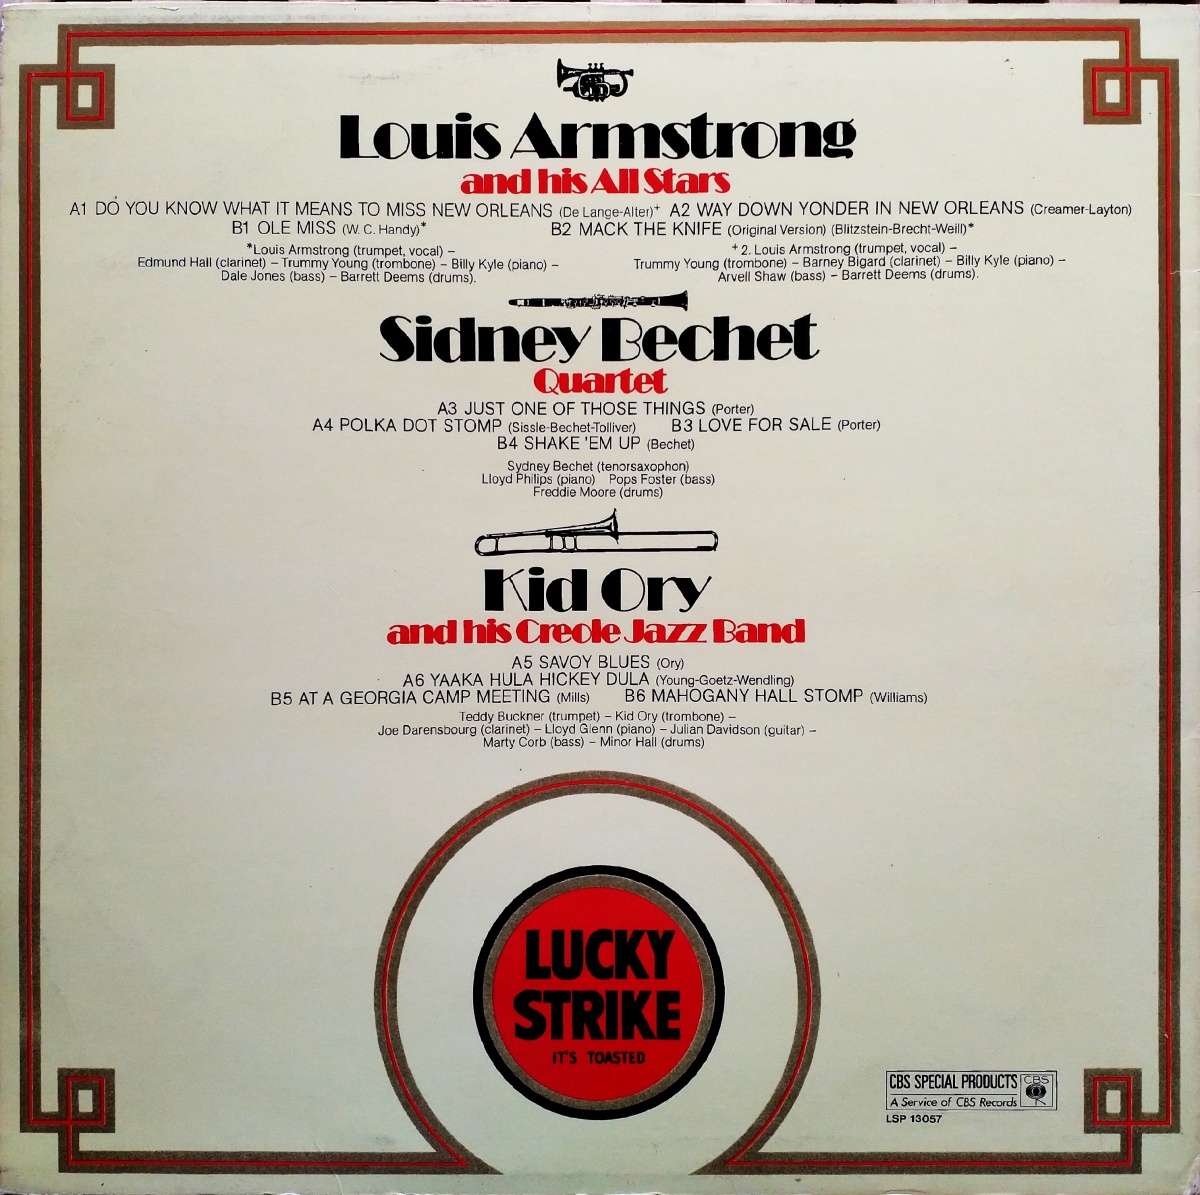 Louis Armstrong
and his All Stars
A1 DO YOU KNOW WHAT IT MEANS TO MISS NEW ORLEANS (De Lange-Alter)+ A2 WAY DOWN YONDER IN NEW ORLEANS (Creamer-Layton)
B1 OLE MISS (W. C. Handy)* B2 MACK THE KNIFE (Original Version) (Blitzstein-Brecht-Weill)*
*Louis Armstrong (trumpet, vocal) –
Edmund Hall (clarinet) – Trummy Young (trombone) – Billy Kyle (piano) –
Dale Jones (bass) – Barrett Deems (drums).
+ 2. Louis Armstrong (trumpet, vocal) –
Trummy Young (trombone) – Barney Bigard (clarinet) – Billy Kyle (piano) –
Arvell Shaw (bass) – Barrett Deems (drums).
Sidney Bechet
Quartet
A3 JUST ONE OF THOSE THINGS (Porter)
A4 POLKA DOT STOMP (Sissle-Bechet-Tolliver) B3 LOVE FOR SALE (Porter)
B4 SHAKE 'EM UP (Bechet)
Sydney Bechet (tenorsaxophon)
Lloyd Philips (piano) Pops Foster (bass)
Freddie Moore (drums)
Kid Ory
and his Creole Jazz Band
A5 SAVOY BLUES (Ory)
A6 YAAKA HULA HICKEY DULA (Young-Goetz-Wendling)
B5 AT A GEORGIA CAMP MEETING (Mills) B6 MAHOGANY HALL STOMP (Williams)
Teddy Buckner (trumpet) – Kid Ory (trombone) –
Joe Darensbourg (clarinet) – Lloyd Glenn (piano) – Julian Davidson (guitar) –
Marty Corb (bass) – Minor Hall (drums)
LUCKY
STRIKE
IT'S TOASTED
CBS SPECIAL PRODUCTS CBS
A Service of CBS Records
LSP 13057